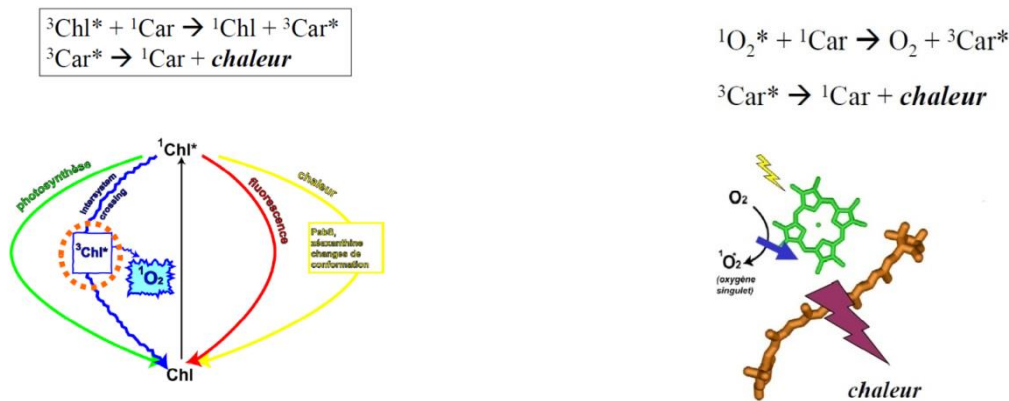 ³Chl* + ¹Car → ¹Chl + ³Car*
³Car* → ¹Car + chaleur
¹Chl*
photosynthèse
intersystem
crossing
fluorescence
chaleur
PsbS,
zéaxanthine
changes de
conformation
³Chl*
¹O₂
Chl
¹O₂* + ¹Car → O₂ + ³Car*
³Car* → ¹Car + chaleur
O₂
¹O₂*
(oxygène
singulet)
chaleur